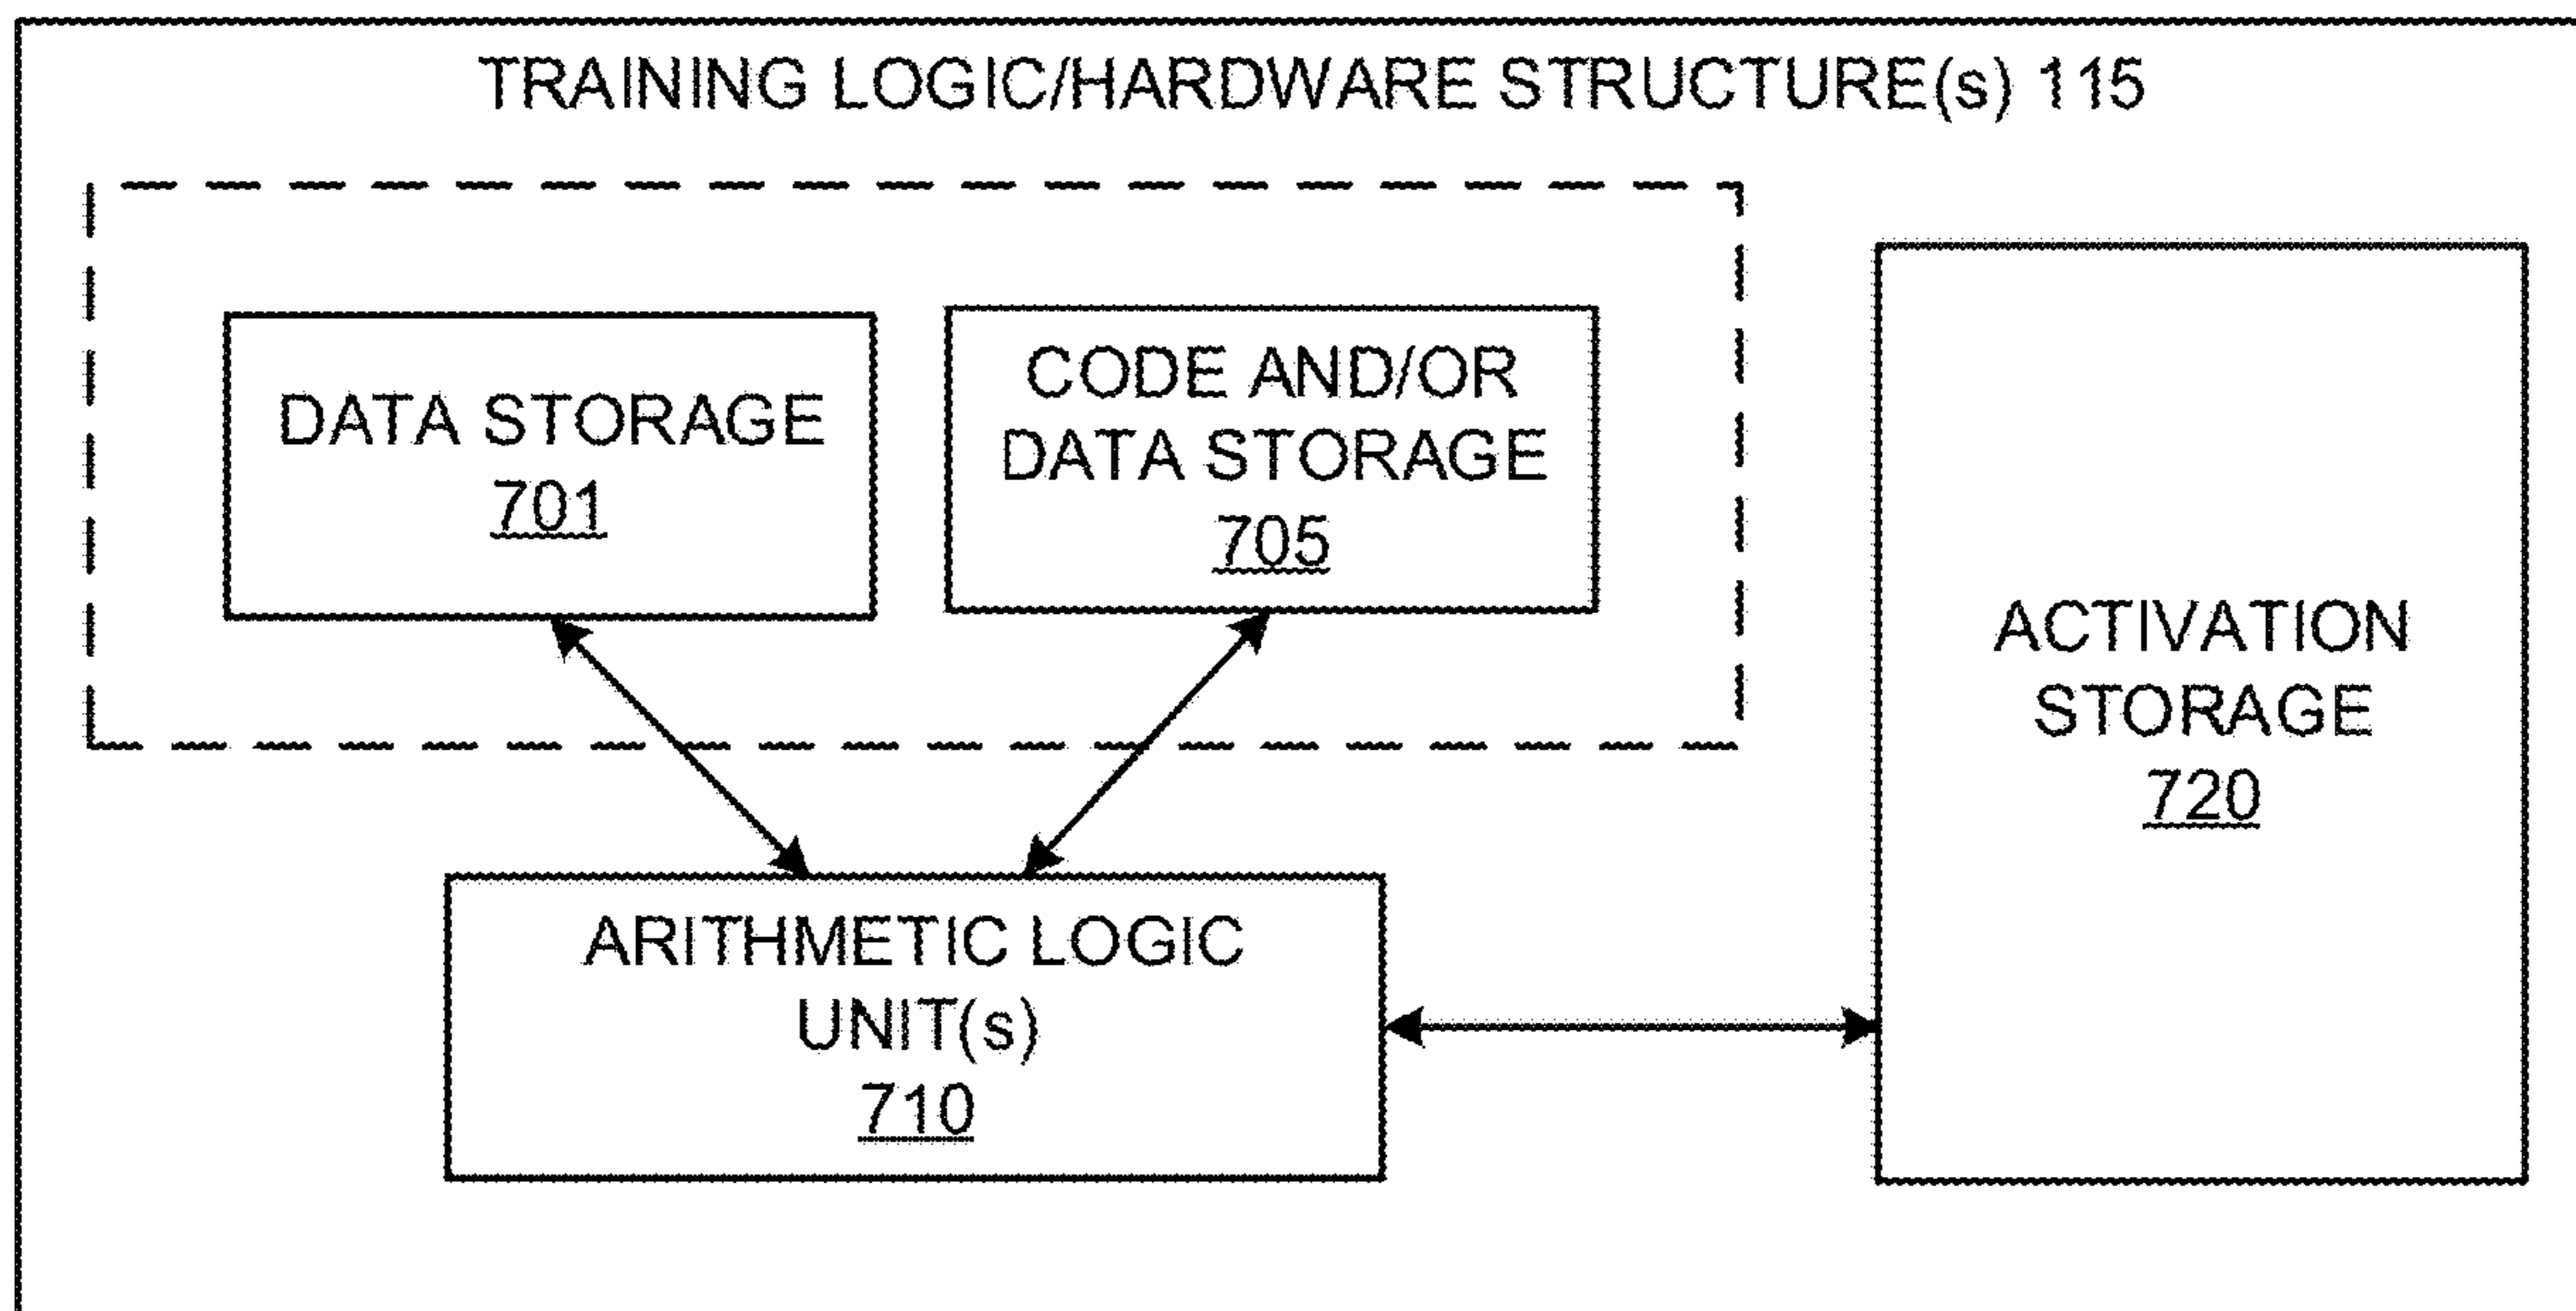 TRAINING LOGIC/HARDWARE STRUCTURE(s) 115
DATA STORAGE
701
CODE AND/OR
DATA STORAGE
705
ACTIVATION
STORAGE
720
ARITHMETIC LOGIC
UNIT(s)
710